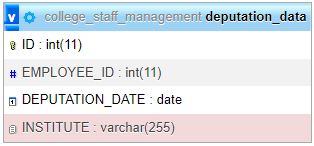 v college_staff_management deputation_data
ID : int(11)
# EMPLOYEE_ID : int(11)
DEPUTATION_DATE : date
INSTITUTE : varchar(255)